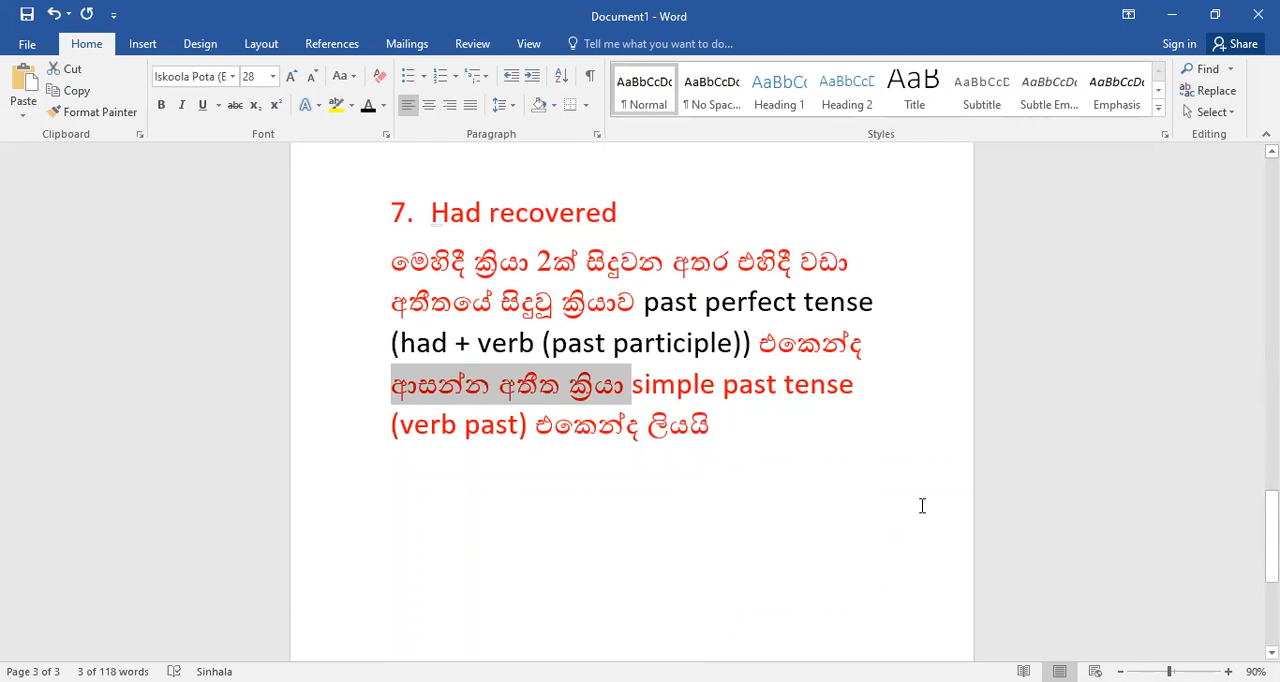 Document1 - Word
File Home Insert Design Layout References Mailings Review View Tell me what you want to do... Sign in Share
Paste Cut Copy Format Painter Clipboard
Iskoola Pota (E 28 Font
Paragraph
AaBbCcDc AaBbCcDc AaBbCc AaBbCcC AaB AaBbCcD AaBbCcDc AaBbCcDc
¶ Normal ¶ No Spac... Heading 1 Heading 2 Title Subtitle Subtle Em... Emphasis
Styles
Find Replace Select Editing
7. Had recovered
මෙහිදී ක්‍රියා 2ක් සිදුවන අතර එහිදී වඩා
අතීතයේ සිදුවූ ක්‍රියාව past perfect tense
(had + verb (past participle)) එකෙන්ද
ආසන්න අතීත ක්‍රියා simple past tense
(verb past) එකෙන්ද ලියයි
Page 3 of 3 3 of 118 words Sinhala 90%